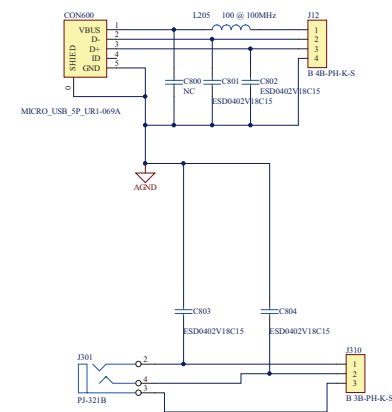 CON600
L205 100 @ 100MHz
J12
VBUS 1
D- 2
D+ 3
ID 4
GND 5
SHIELD
0
1
2
3
4
C800
NC
C801
ESD0402V18C15
C802
ESD0402V18C15
B 4B-PH-K-S
MICRO_USB_5P_UR1-069A
AGND
C803
ESD0402V18C15
C804
ESD0402V18C15
J301
2
4
3
PJ-321B
J310
1
2
3
B 3B-PH-K-S